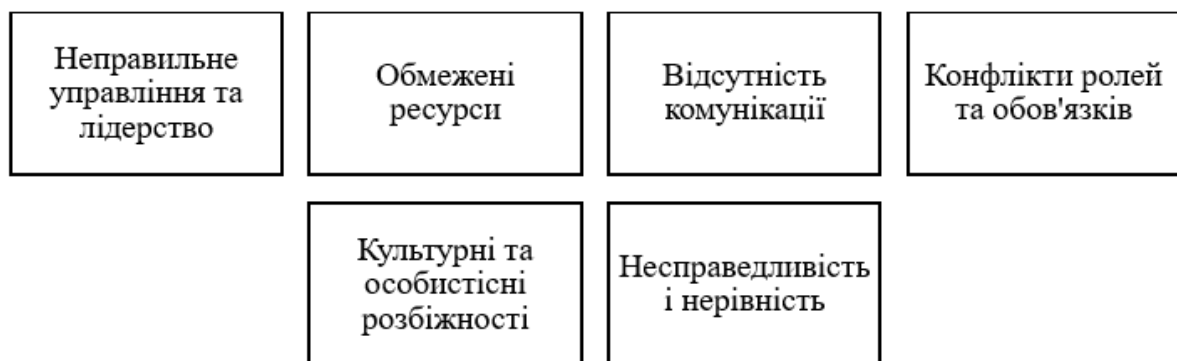 Неправильне
управління та
лідерство
Обмежені
ресурси
Відсутність
комунікації
Конфлікти ролей
та обов'язків
Культурні та
особистісні
розбіжності
Несправедливість
і нерівність